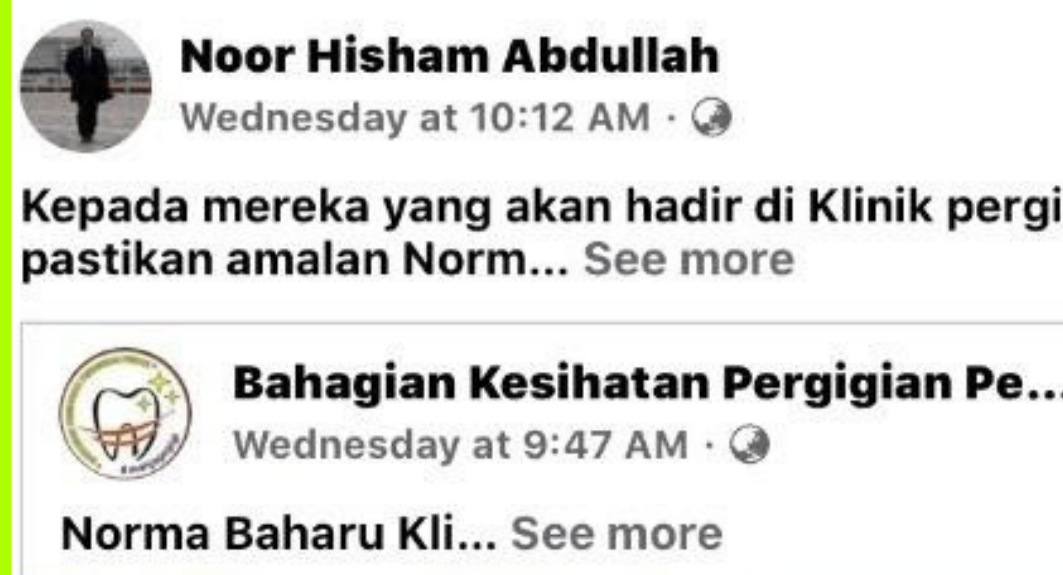 Noor Hisham Abdullah
Wednesday at 10:12 AM ·
Kepada mereka yang akan hadir di Klinik pergi
pastikan amalan Norm... See more
Bahagian Kesihatan Pergigian Pe...
Wednesday at 9:47 AM ·
Norma Baharu Kli... See more